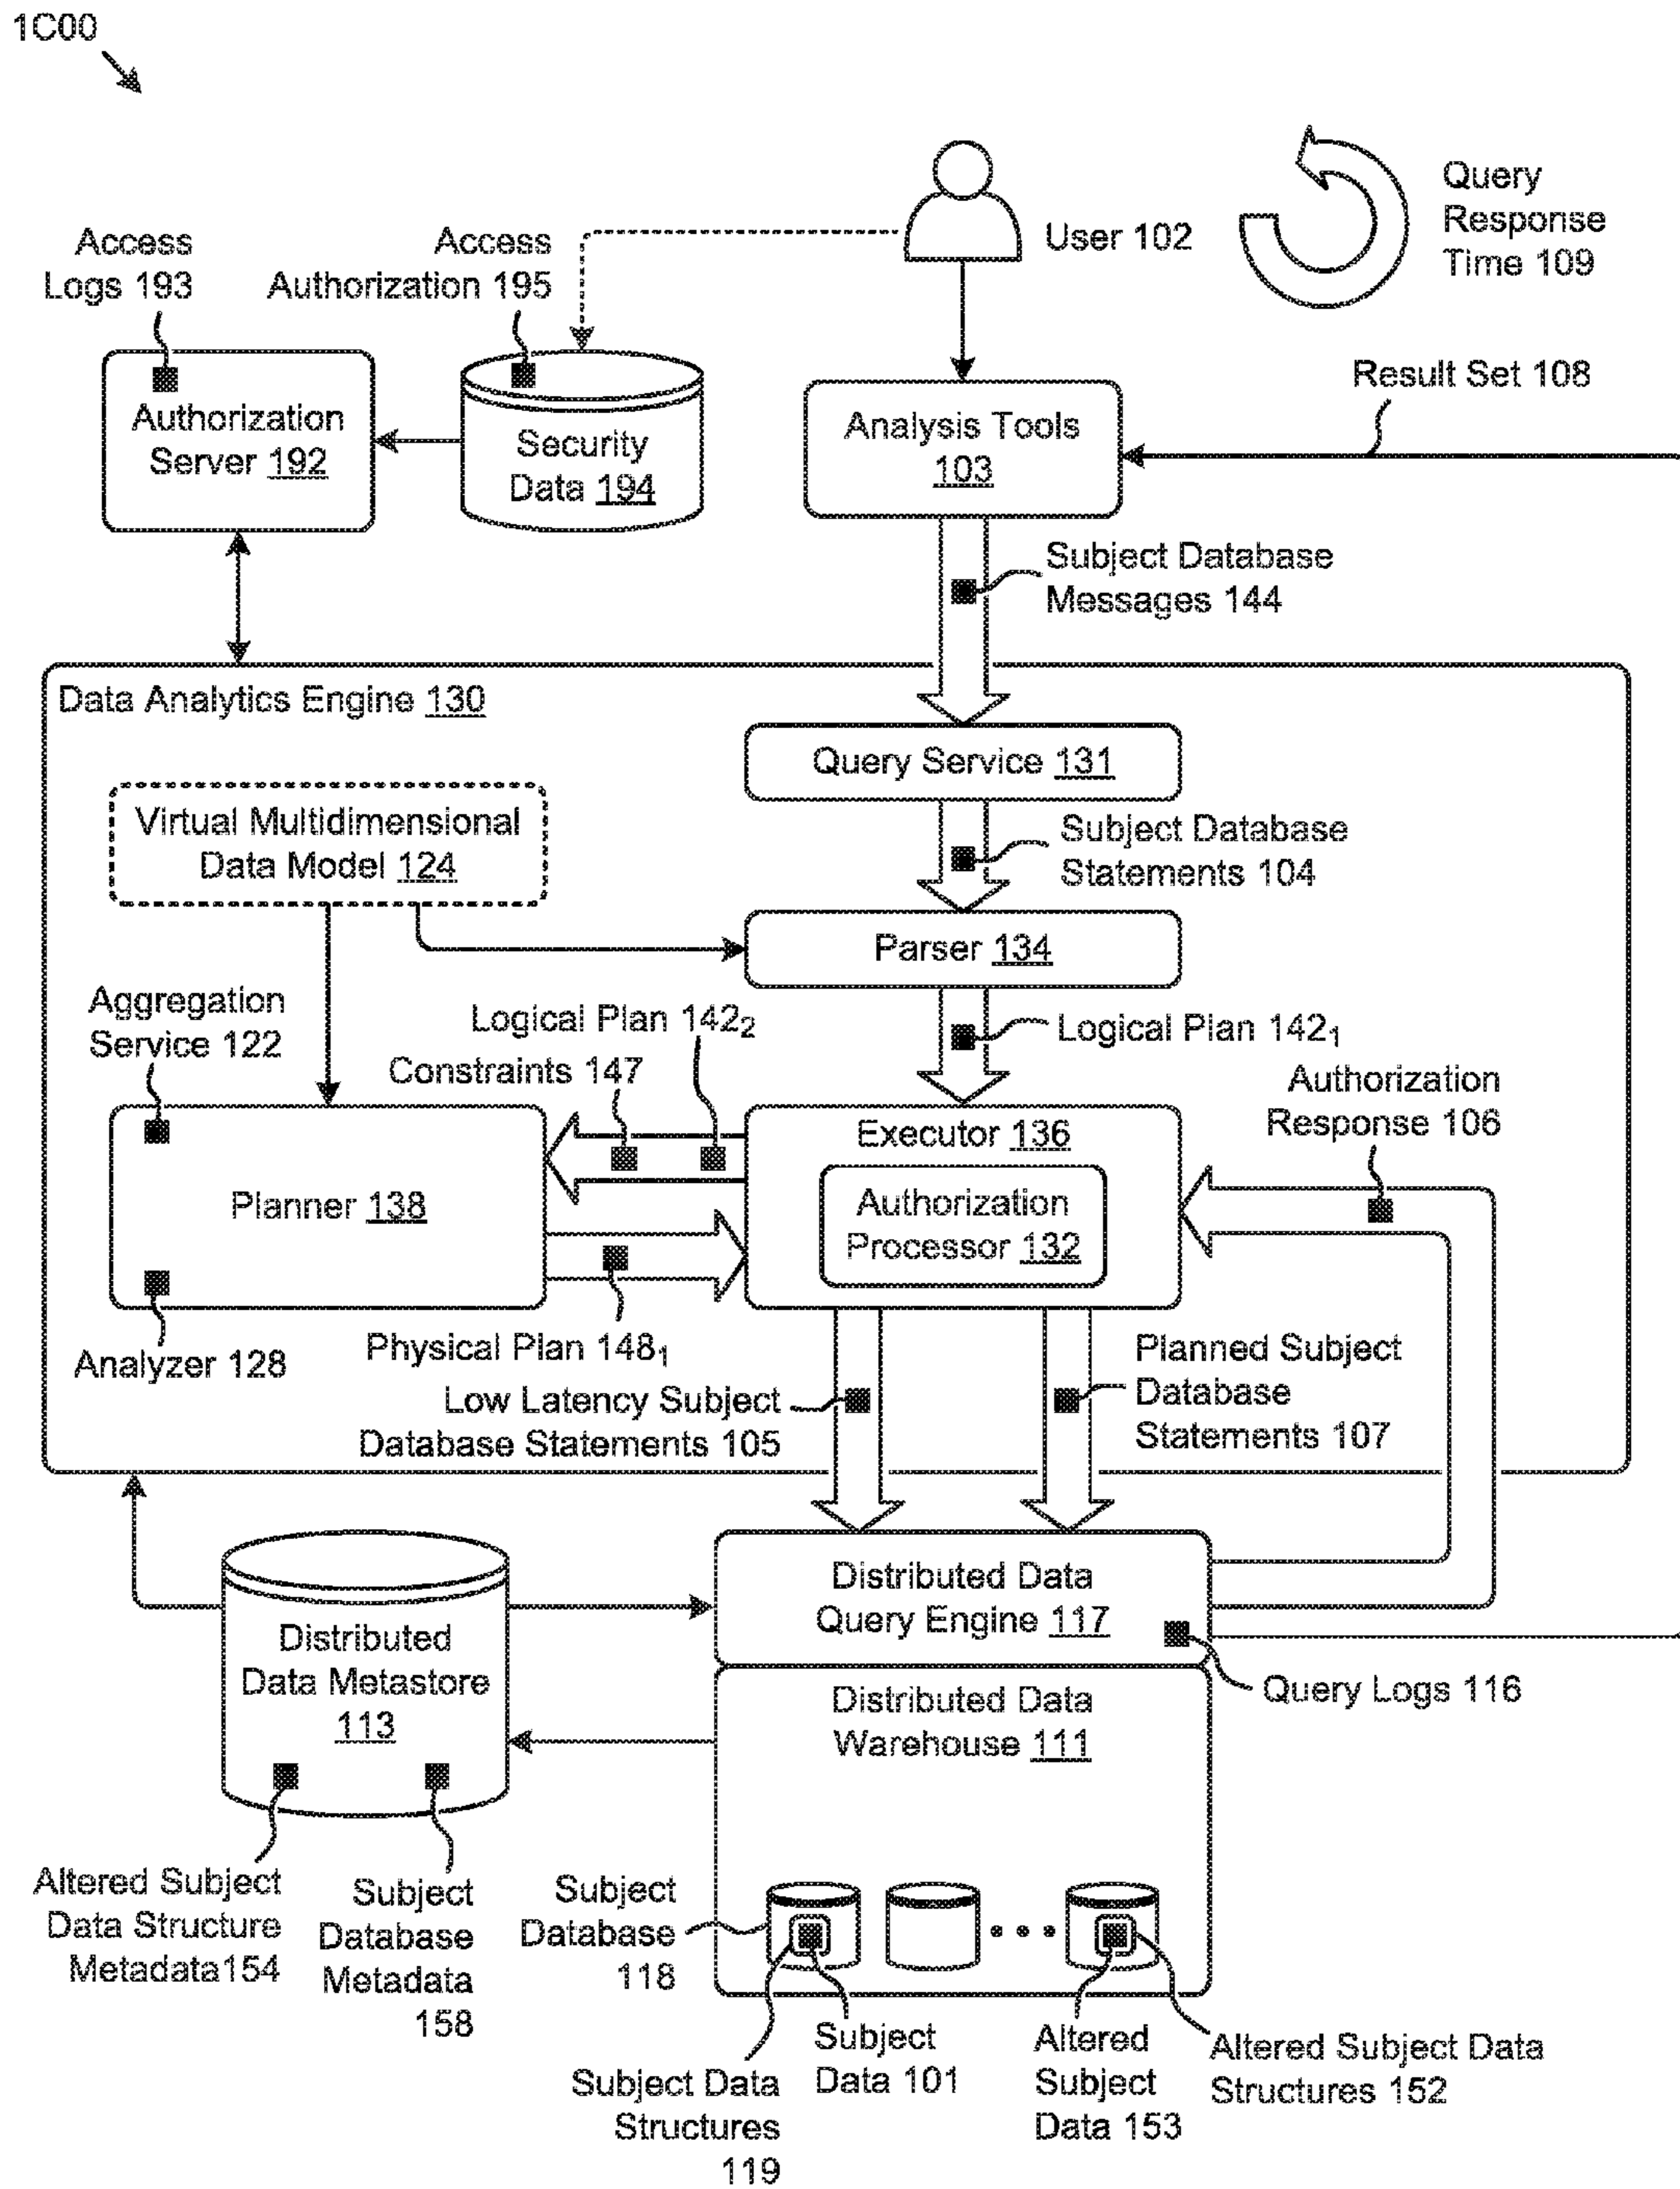 1C00
User 102
Query
Response
Time 109
Access
Logs 193
Access
Authorization 195
Result Set 108
Authorization
Server 192
Security
Data 194
Analysis Tools
103
Subject Database
Messages 144
Data Analytics Engine 130
Query Service 131
Virtual Multidimensional
Data Model 124
Subject Database
Statements 104
Parser 134
Aggregation
Service 122
Logical Plan 142₂
Constraints 147
Logical Plan 142₁
Authorization
Response 106
Executor 136
Authorization
Processor 132
Planner 138
Analyzer 128
Physical Plan 148₁
Low Latency Subject
Database Statements 105
Planned Subject
Database
Statements 107
Distributed Data
Query Engine 117
Distributed
Data Metastore
113
Query Logs 116
Distributed Data
Warehouse 111
Altered Subject
Data Structure
Metadata154
Subject
Database
Metadata
158
Subject
Database
118
Subject Data
Structures
119
Subject
Data 101
Altered
Subject
Data 153
Altered Subject Data
Structures 152